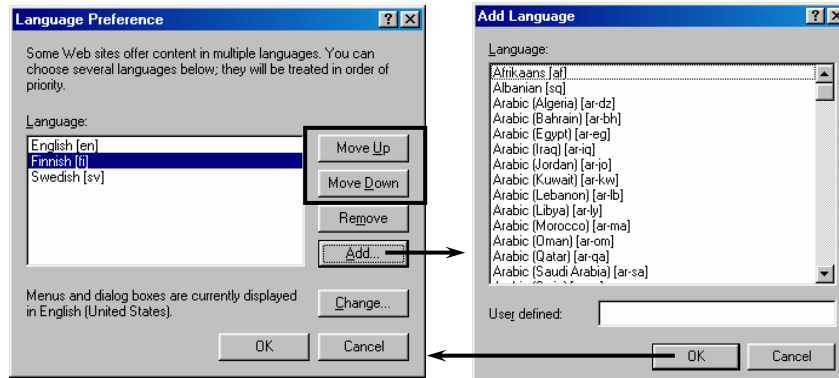 Language Preference
Some Web sites offer content in multiple languages. You can
choose several languages below; they will be treated in order of
priority.
Language:
English [en]
Finnish [fi]
Swedish [sv]
Move Up
Move Down
Remove
Add...
Menus and dialog boxes are currently displayed
in English (United States).
Change...
OK
Cancel
Add Language
Language:
Afrikaans [af]
Albanian [sq]
Arabic (Algeria) [ar-dz]
Arabic (Bahrain) [ar-bh]
Arabic (Egypt) [ar-eg]
Arabic (Iraq) [ar-iq]
Arabic (Jordan) [ar-jo]
Arabic (Kuwait) [ar-kw]
Arabic (Lebanon) [ar-lb]
Arabic (Libya) [ar-ly]
Arabic (Morocco) [ar-ma]
Arabic (Oman) [ar-om]
Arabic (Qatar) [ar-qa]
Arabic (Saudi Arabia) [ar-sa]
User defined:
OK
Cancel